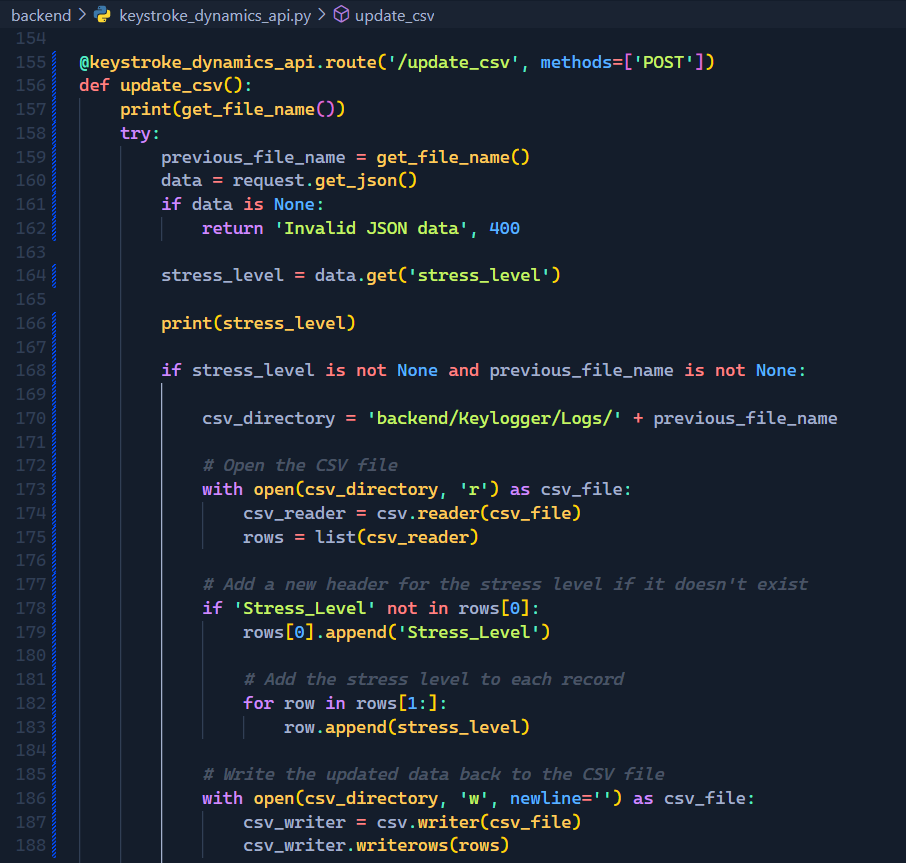 backend > keystroke_dynamics_api.py > update_csv
154
155 @keystroke_dynamics_api.route('/update_csv', methods=['POST'])
156 def update_csv():
157     print(get_file_name())
158     try:
159         previous_file_name = get_file_name()
160         data = request.get_json()
161         if data is None:
162             return 'Invalid JSON data', 400
163
164         stress_level = data.get('stress_level')
165
166         print(stress_level)
167
168         if stress_level is not None and previous_file_name is not None:
169
170             csv_directory = 'backend/Keylogger/Logs/' + previous_file_name
171
172             # Open the CSV file
173             with open(csv_directory, 'r') as csv_file:
174                 csv_reader = csv.reader(csv_file)
175                 rows = list(csv_reader)
176
177             # Add a new header for the stress level if it doesn't exist
178             if 'Stress_Level' not in rows[0]:
179                 rows[0].append('Stress_Level')
180
181                 # Add the stress level to each record
182                 for row in rows[1:]:
183                     row.append(stress_level)
184
185             # Write the updated data back to the CSV file
186             with open(csv_directory, 'w', newline='') as csv_file:
187                 csv_writer = csv.writer(csv_file)
188                 csv_writer.writerows(rows)